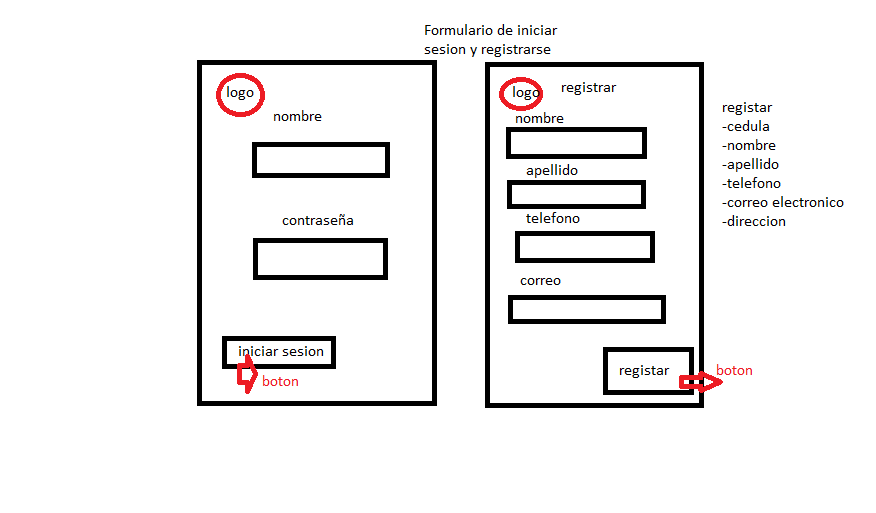 Formulario de iniciar
sesion y registrarse
logo
nombre
contraseña
iniciar sesion
boton
logo
registrar
nombre
apellido
telefono
correo
registar
boton
registar
-cedula
-nombre
-apellido
-telefono
-correo electronico
-direccion